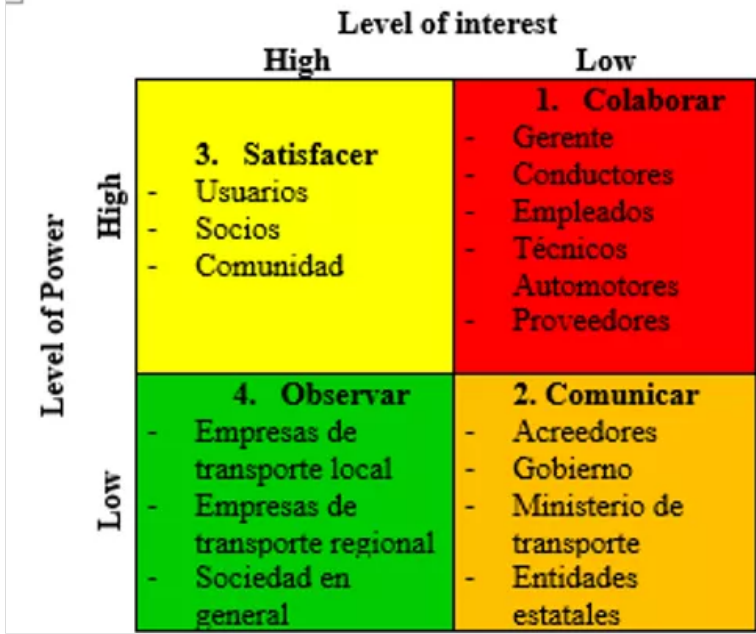 Level of interest
High Low
Level of Power
High
3. Satisfacer
- Usuarios
- Socios
- Comunidad
1. Colaborar
- Gerente
- Conductores
- Empleados
- Técnicos
Automotores
- Proveedores
Low
4. Observar
- Empresas de
transporte local
- Empresas de
transporte regional
- Sociedad en
general
2. Comunicar
- Acreedores
- Gobierno
- Ministerio de
transporte
- Entidades
estatales